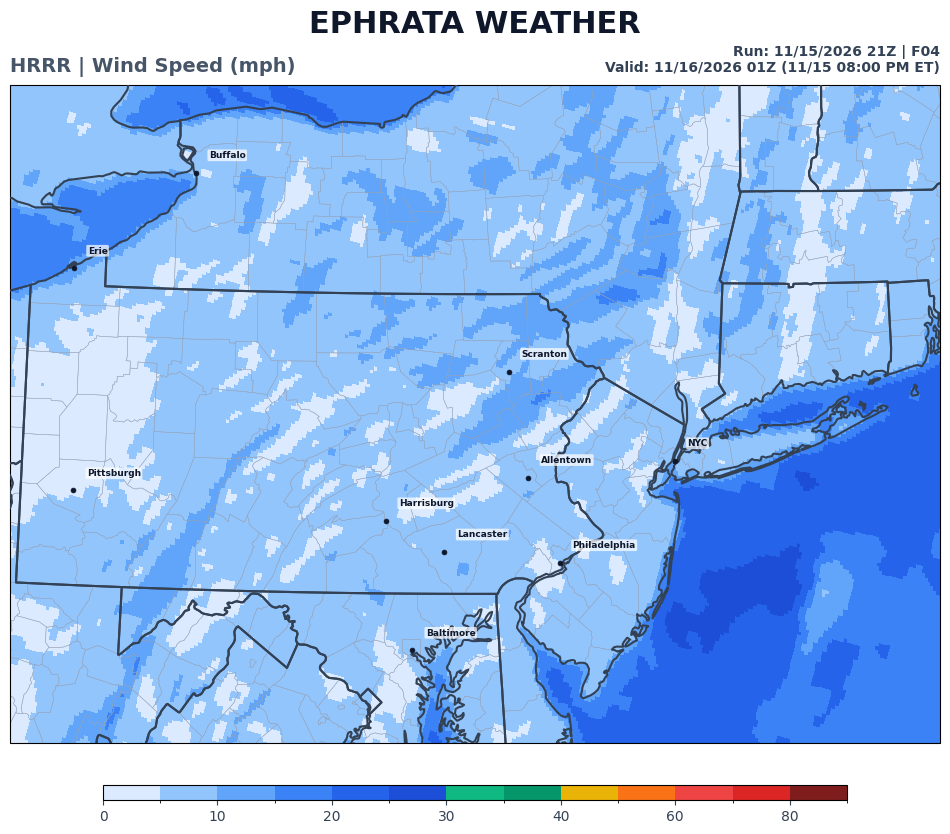 EPHRATA WEATHER
HRRR | Wind Speed (mph)
Run: 11/15/2026 21Z | F04
Valid: 11/16/2026 01Z (11/15 08:00 PM ET)
Buffalo
Erie
Scranton
NYC
Allentown
Pittsburgh
Harrisburg
Lancaster
Philadelphia
Baltimore
0 10 20 30 40 60 80